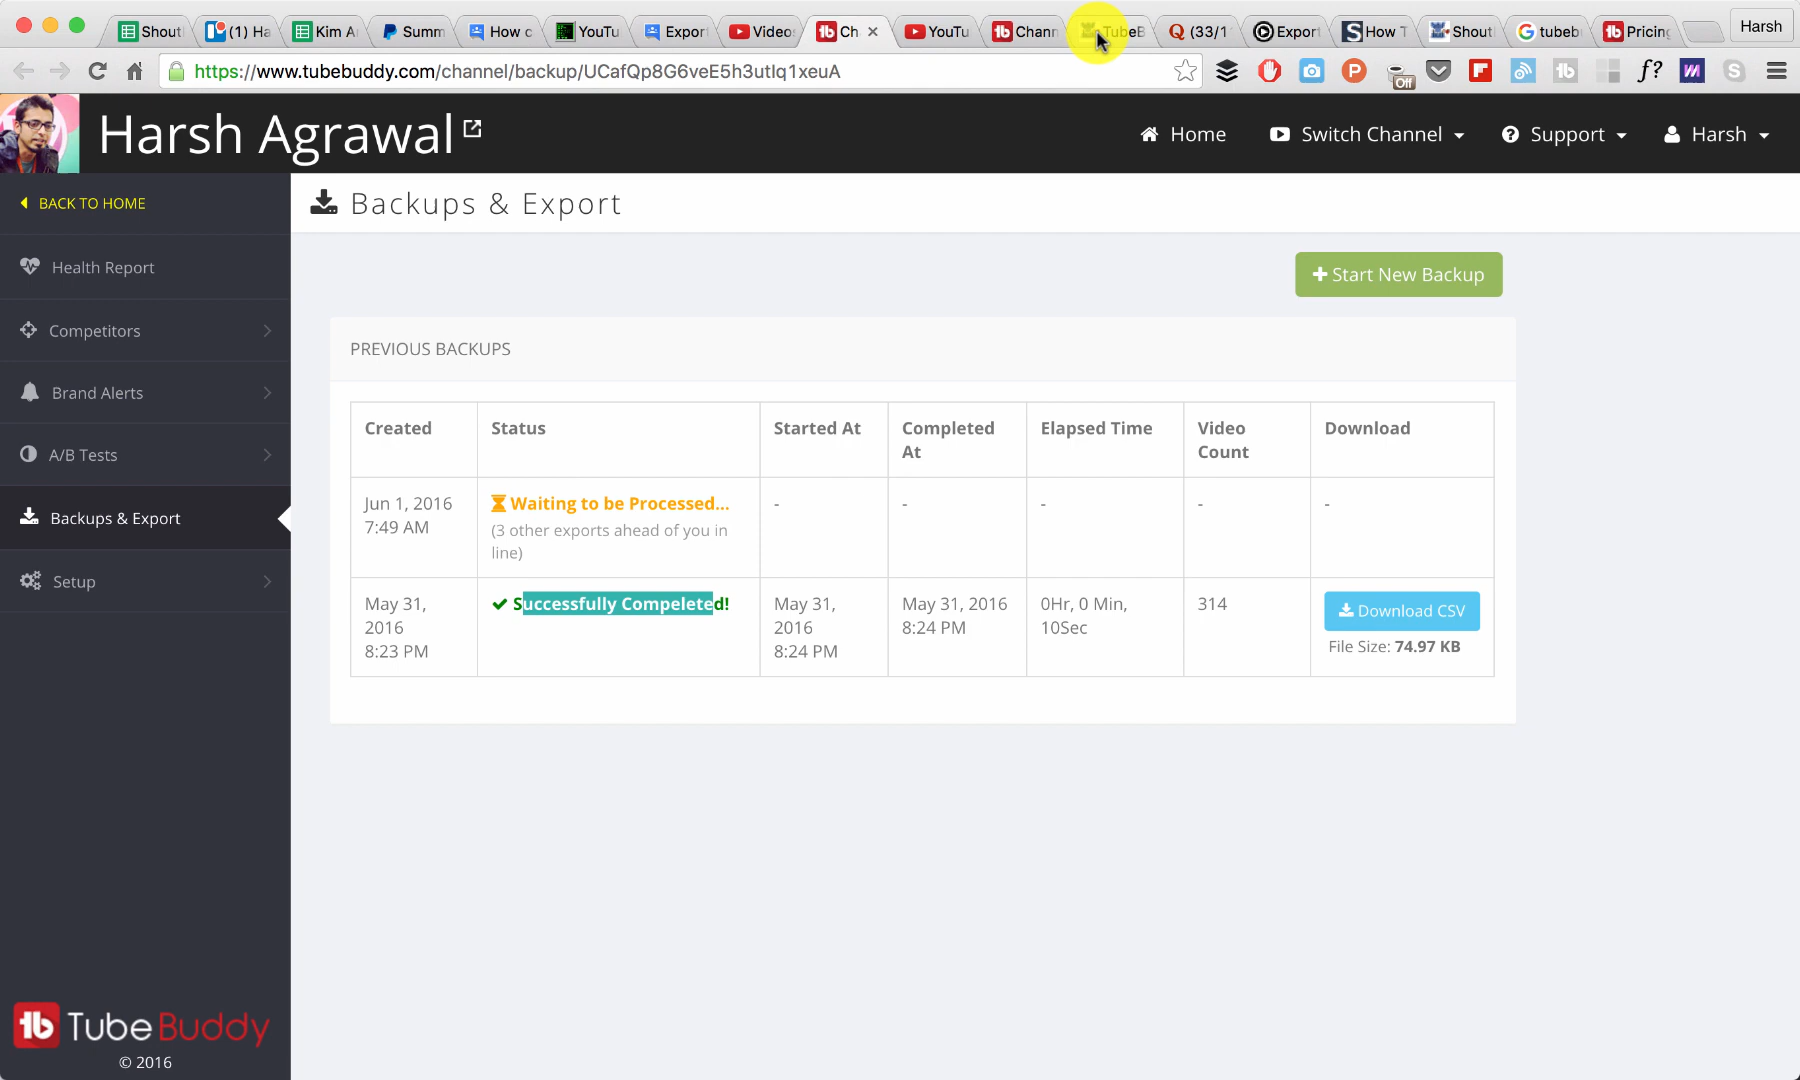 Shout (1) Ha Kim A Summ How c YouTu Export Video Ch YouTu Chann TubeB (33/1 Export How T Shout tubeb Pricing Harsh
https://www.tubebuddy.com/channel/backup/UCafQp8G6veE5h3utIq1xeuA
Off
f?
Harsh Agrawal
Home Switch Channel Support Harsh
BACK TO HOME
Backups & Export
Health Report
Start New Backup
Competitors
PREVIOUS BACKUPS
Brand Alerts
A/B Tests
Backups & Export
Setup
Created Status Started At Completed At Elapsed Time Video Count Download
Jun 1, 2016
7:49 AM
Waiting to be Processed...
(3 other exports ahead of you in
line)
- - - - -
May 31,
2016
8:23 PM
Successfully Compeleted!
May 31,
2016
8:24 PM
May 31, 2016
8:24 PM
0Hr, 0 Min,
10Sec
314
Download CSV
File Size: 74.97 KB
TubeBuddy
© 2016